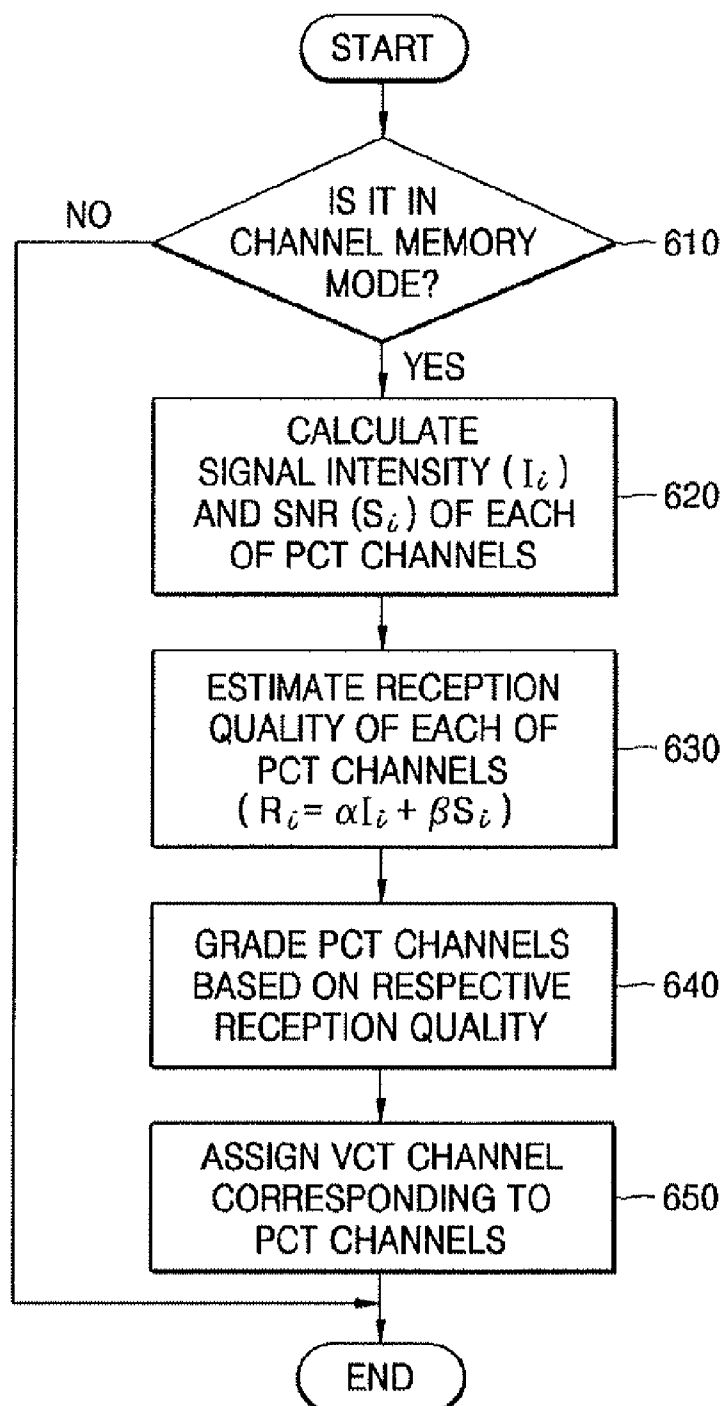 START
IS IT IN
CHANNEL MEMORY
MODE?
610
NO
YES
CALCULATE
SIGNAL INTENSITY (Ii)
AND SNR (Si) OF EACH
OF PCT CHANNELS
620
ESTIMATE RECEPTION
QUALITY OF EACH OF
PCT CHANNELS
( Ri = αIi + βSi )
630
GRADE PCT CHANNELS
BASED ON RESPECTIVE
RECEPTION QUALITY
640
ASSIGN VCT CHANNEL
CORRESPONDING TO
PCT CHANNELS
650
END